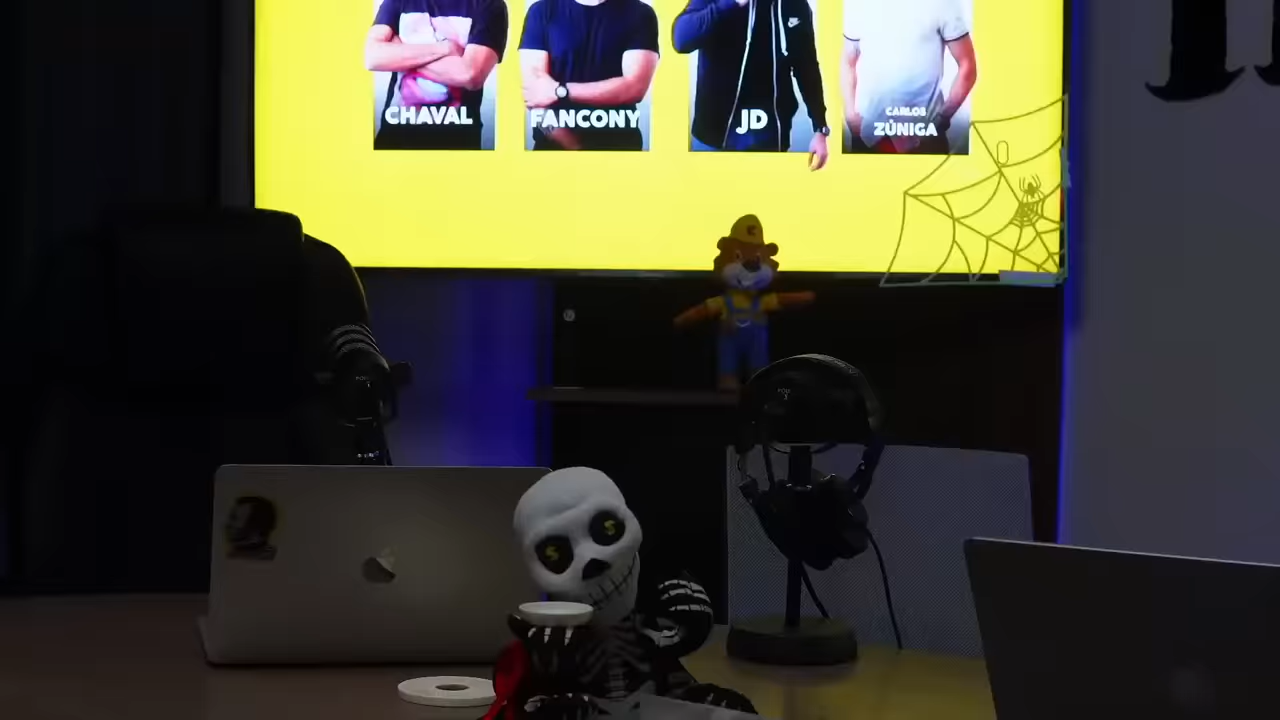 CHAVAL
FANCONY
JD
CARLOS
ZÚNIGA
$ $